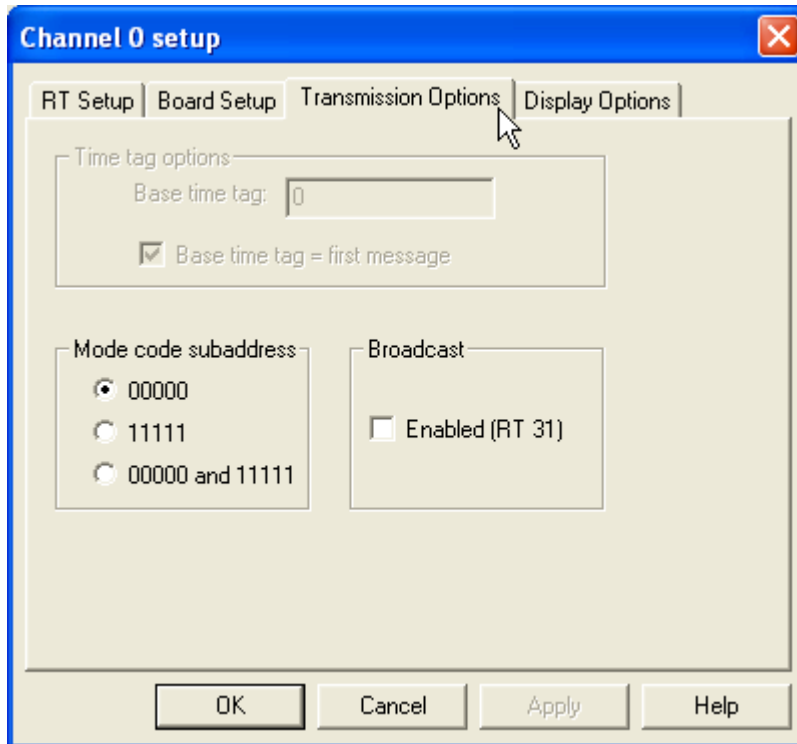 Channel 0 setup
RT Setup Board Setup Transmission Options Display Options
Time tag options
Base time tag: 0
Base time tag = first message
Mode code subaddress
00000
11111
00000 and 11111
Broadcast
Enabled (RT 31)
OK Cancel Apply Help